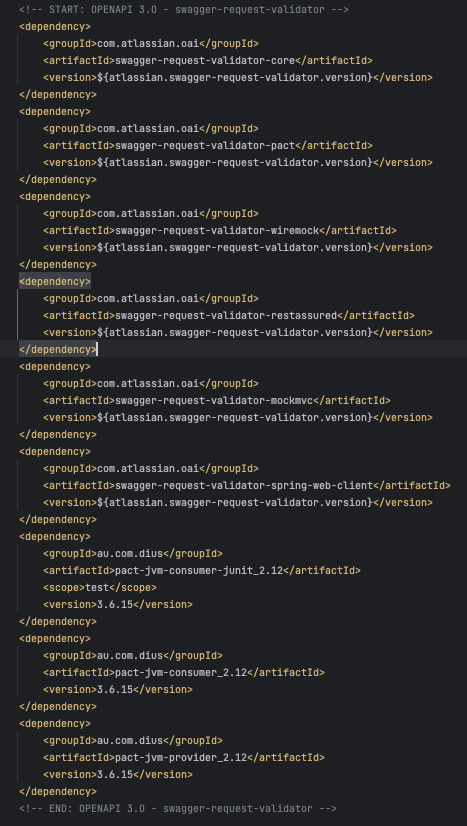 <!-- START: OPENAPI 3.0 - swagger-request-validator -->
<dependency>
<groupId>com.atlassian.oai</groupId>
<artifactId>swagger-request-validator-core</artifactId>
<version>${atlassian.swagger-request-validator.version}</version>
</dependency>
<dependency>
<groupId>com.atlassian.oai</groupId>
<artifactId>swagger-request-validator-pact</artifactId>
<version>${atlassian.swagger-request-validator.version}</version>
</dependency>
<dependency>
<groupId>com.atlassian.oai</groupId>
<artifactId>swagger-request-validator-wiremock</artifactId>
<version>${atlassian.swagger-request-validator.version}</version>
</dependency>
<dependency>
<groupId>com.atlassian.oai</groupId>
<artifactId>swagger-request-validator-restassured</artifactId>
<version>${atlassian.swagger-request-validator.version}</version>
</dependency>
<dependency>
<groupId>com.atlassian.oai</groupId>
<artifactId>swagger-request-validator-mockmvc</artifactId>
<version>${atlassian.swagger-request-validator.version}</version>
</dependency>
<dependency>
<groupId>com.atlassian.oai</groupId>
<artifactId>swagger-request-validator-spring-web-client</artifactId>
<version>${atlassian.swagger-request-validator.version}</version>
</dependency>
<dependency>
<groupId>au.com.dius</groupId>
<artifactId>pact-jvm-consumer-junit_2.12</artifactId>
<scope>test</scope>
<version>3.6.15</version>
</dependency>
<dependency>
<groupId>au.com.dius</groupId>
<artifactId>pact-jvm-consumer_2.12</artifactId>
<version>3.6.15</version>
</dependency>
<dependency>
<groupId>au.com.dius</groupId>
<artifactId>pact-jvm-provider_2.12</artifactId>
<version>3.6.15</version>
</dependency>
<!-- END: OPENAPI 3.0 - swagger-request-validator -->